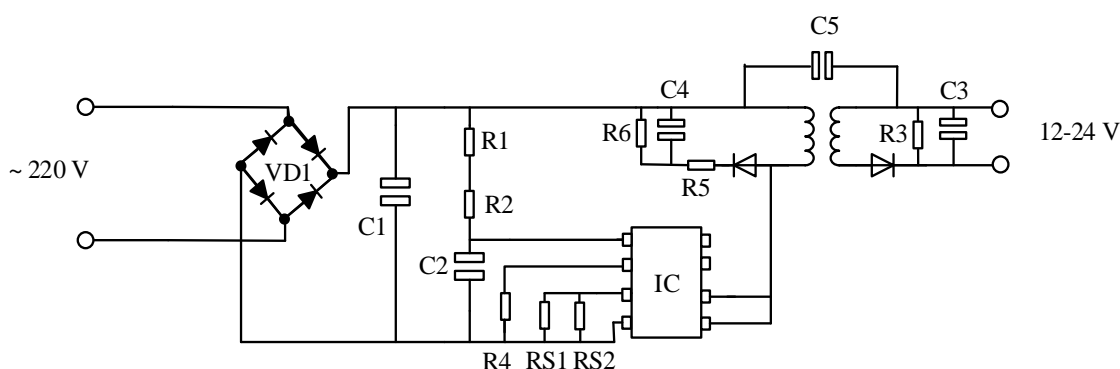 C5
C4
C3
R1
R6
R3
12-24 V
~ 220 V
VD1
R5
R2
C1
C2
IC
R4
RS1
RS2